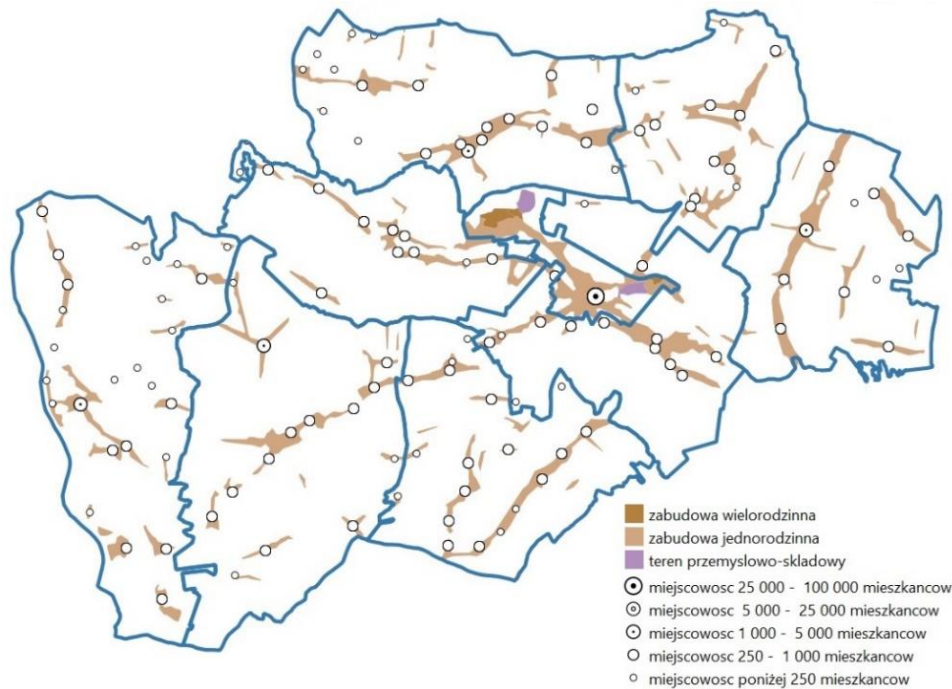 zabudowa wielorodzinna
zabudowa jednorodzinna
teren przemyslowo-skladowy
miejscowosc 25 000 - 100 000 mieszkancow
miejscowosc 5 000 - 25 000 mieszkancow
miejscowosc 1 000 - 5 000 mieszkancow
miejscowosc 250 - 1 000 mieszkancow
miejscowosc poniżej 250 mieszkancow